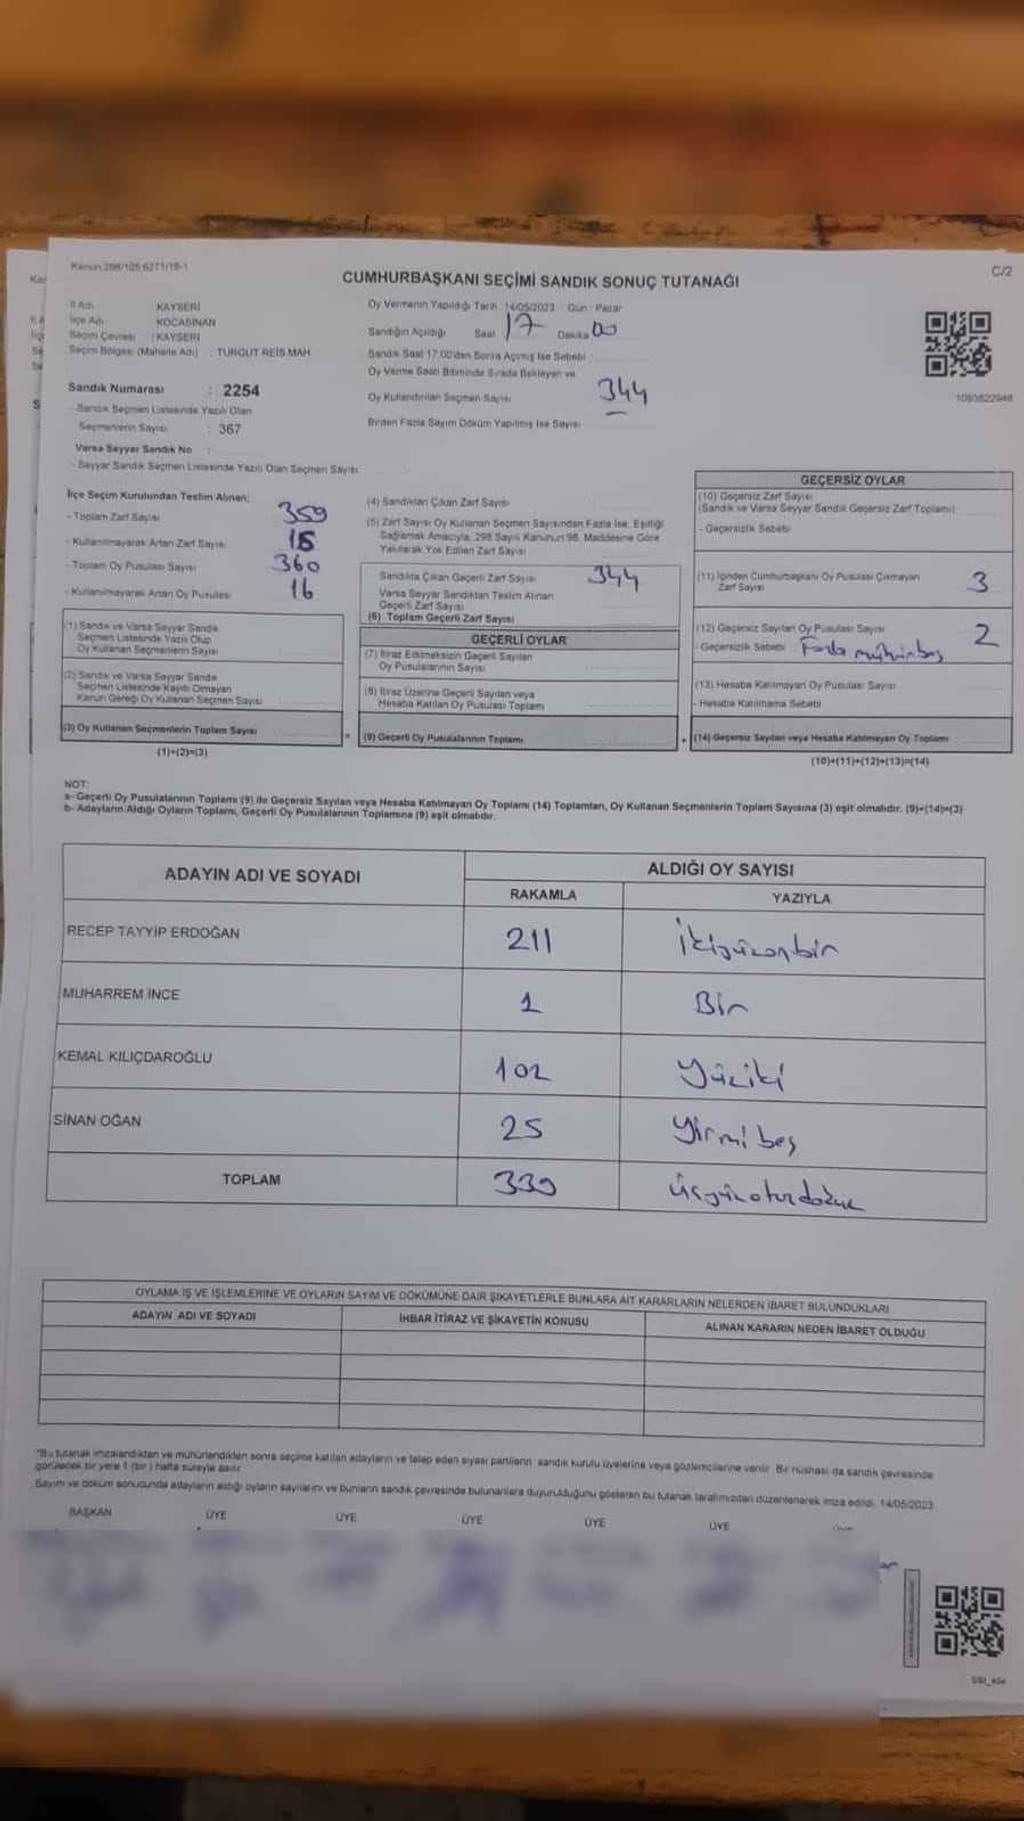 Kanun 298/105,6271/19-1
C/2
CUMHURBAŞKANI SEÇİMİ SANDIK SONUÇ TUTANAĞI
İl Adı KAYSERİ
İlçe Adı KOCASİNAN
Seçim Çevresi : KAYSERİ
Seçim Bölgesi (Mahalle Adı) : TURGUT REİS MAH
Sandık Numarası : 2254
- Sandık Seçmen Listesinde Yazılı Olan
Seçmenlerin Sayısı : 367
Varsa Seyyar Sandık No :
- Seyyar Sandık Seçmen Listesinde Yazılı Olan Seçmen Sayısı
Oy Vermenin Yapıldığı Tarih : 14/05/2023 Gün : Pazar
Sandığın Açıldığı Saat 17 Dakika 00
Sandık Saat 17.00'dan Sonra Açılmış İse Sebebi
Oy Verme Saati Bitiminde Sırada Bekleyen ve
Oy Kullandırılan Seçmen Sayısı 344
Birden Fazla Sayım Döküm Yapılmış İse Sayısı
1093822948
İlçe Seçim Kurulundan Teslim Alınan;
- Toplam Zarf Sayısı 359
- Kullanılmayarak Artan Zarf Sayısı 15
- Toplam Oy Pusulası Sayısı 360
- Kullanılmayarak Artan Oy Pusulası 16
(1) Sandık ve Varsa Seyyar Sandık
Seçmen Listesinde Yazılı Olup
Oy Kullanan Seçmenlerin Sayısı
(2) Sandık ve Varsa Seyyar Sandık
Seçmen Listesinde Kayıtlı Olmayan
Kanun Gereği Oy Kullanan Seçmen Sayısı
(3) Oy Kullanan Seçmenlerin Toplam Sayısı
(1)+(2)=(3)
(4) Sandıktan Çıkan Zarf Sayısı
(5) Zarf Sayısı Oy Kullanan Seçmen Sayısından Fazla İse, Eşitliği
Sağlamak Amacıyla, 298 Sayılı Kanunun 98. Maddesine Göre
Yakılarak Yok Edilen Zarf Sayısı
Sandıkta Çıkan Geçerli Zarf Sayısı 344
Varsa Seyyar Sandıktan Teslim Alınan
Geçerli Zarf Sayısı
(6) Toplam Geçerli Zarf Sayısı
GEÇERLİ OYLAR
(7) İtiraz Edilmeksizin Geçerli Sayılan
Oy Pusulalarının Sayısı
(8) İtiraz Üzerine Geçerli Sayılan veya
Hesaba Katılan Oy Pusulası Toplamı
(9) Geçerli Oy Pusulalarının Toplamı
GEÇERSİZ OYLAR
(10) Geçersiz Zarf Sayısı
(Sandık ve Varsa Seyyar Sandık Geçersiz Zarf Toplamı)
- Geçersizlik Sebebi
(11) İçinden Cumhurbaşkanı Oy Pusulası Çıkmayan
Zarf Sayısı 3
(12) Geçersiz Sayılan Oy Pusulası Sayısı 2
- Geçersizlik Sebebi Fazla
(13) Hesaba Katılmayan Oy Pusulası Sayısı
- Hesaba Katılmama Sebebi
(14) Geçersiz Sayılan veya Hesaba Katılmayan Oy Toplamı
(10)+(11)+(12)+(13)=(14)
NOT:
a- Geçerli Oy Pusulalarının Toplamı (9) ile Geçersiz Sayılan veya Hesaba Katılmayan Oy Toplamı (14) Toplamları, Oy Kullanan Seçmenlerin Toplam Sayısına (3) eşit olmalıdır. (9)+(14)=(3)
b- Adayların Aldığı Oyların Toplamı, Geçerli Oy Pusulalarının Toplamına (9) eşit olmalıdır.
ADAYIN ADI VE SOYADI
ALDIĞI OY SAYISI
RAKAMLA YAZIYLA
RECEP TAYYİP ERDOĞAN 211 İkiyüzonbir
MUHARREM İNCE 1 Bir
KEMAL KILIÇDAROĞLU 102 Yüziki
SİNAN OĞAN 25 Yirmi beş
TOPLAM 339 üçyüzotuzdokuz
OYLAMA İŞ VE İŞLEMLERİNE VE OYLARIN SAYIM VE DÖKÜMÜNE DAİR ŞİKAYETLERLE BUNLARA AİT KARARLARIN NELERDEN İBARET BULUNDUKLARI
ADAYIN ADI VE SOYADI İHBAR İTİRAZ VE ŞİKAYETİN KONUSU ALINAN KARARIN NEDEN İBARET OLDUĞU
*Bu tutanak imzalandıktan ve mühürlendikten sonra seçime katılan adayların ve talep eden siyasi partilerin sandık kurulu üyelerine veya gözlemcilerine verilir. Bir nüshası da sandık çevresinde
görülecek bir yere 1 (bir) hafta süreyle asılır.
Sayım ve döküm sonucunda adayların aldığı oyların sayılarını ve bunların sandık çevresinde bulunanlara duyurulduğunu gösteren bu tutanak tarafımızdan düzenlenerek imza edildi. 14/05/2023
BAŞKAN ÜYE ÜYE ÜYE ÜYE ÜYE